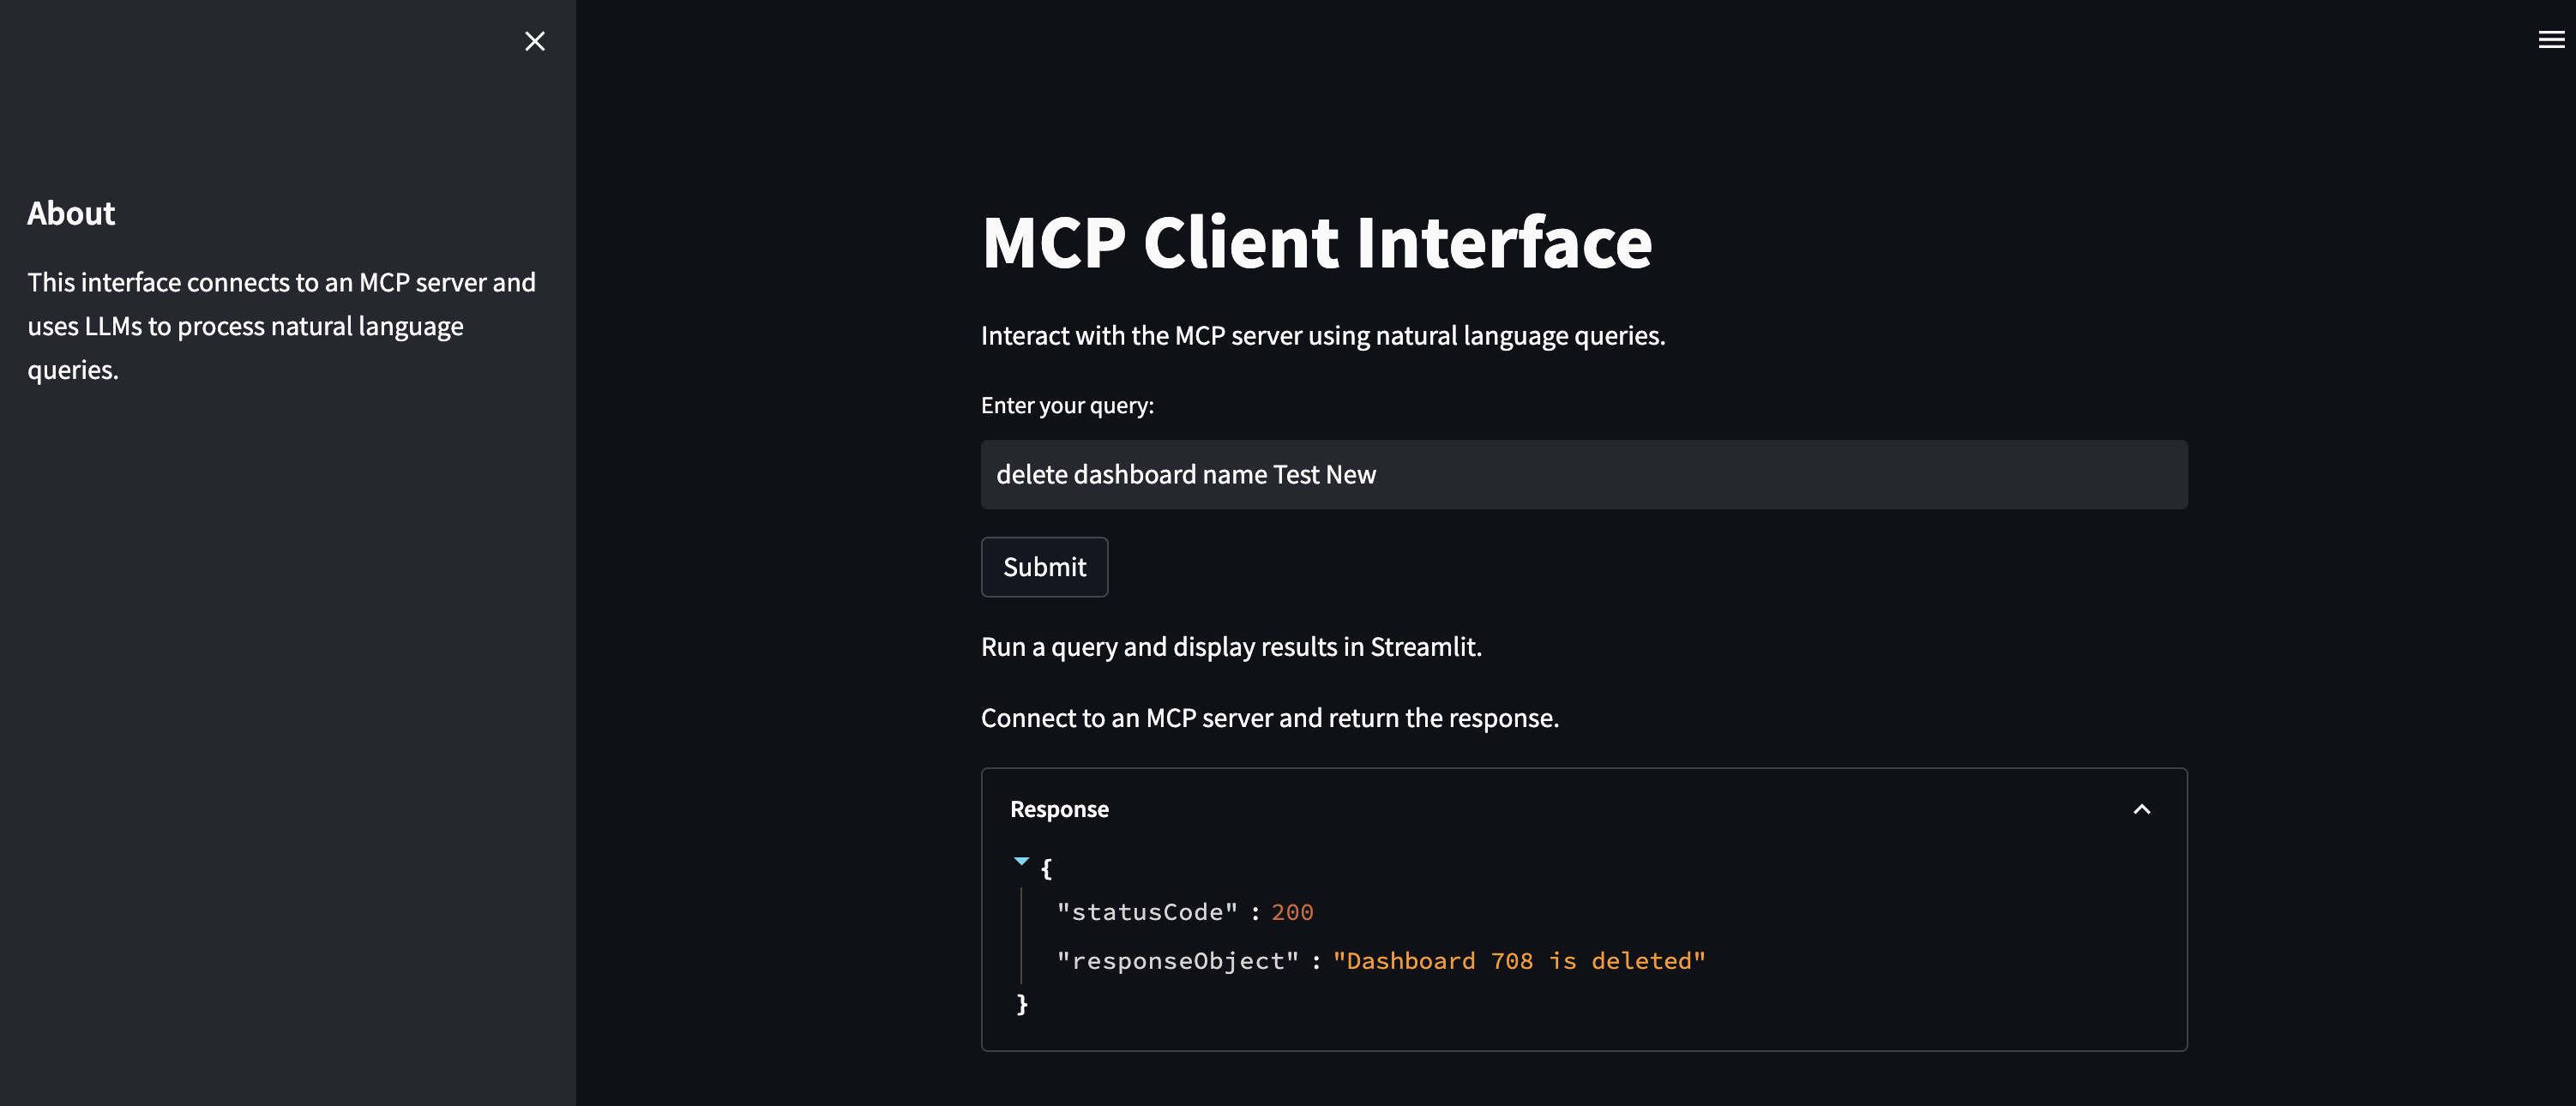 About
This interface connects to an MCP server and
uses LLMs to process natural language
queries.
MCP Client Interface
Interact with the MCP server using natural language queries.
Enter your query:
delete dashboard name Test New
Submit
Run a query and display results in Streamlit.
Connect to an MCP server and return the response.
Response
{
"statusCode" : 200
"responseObject" : "Dashboard 708 is deleted"
}